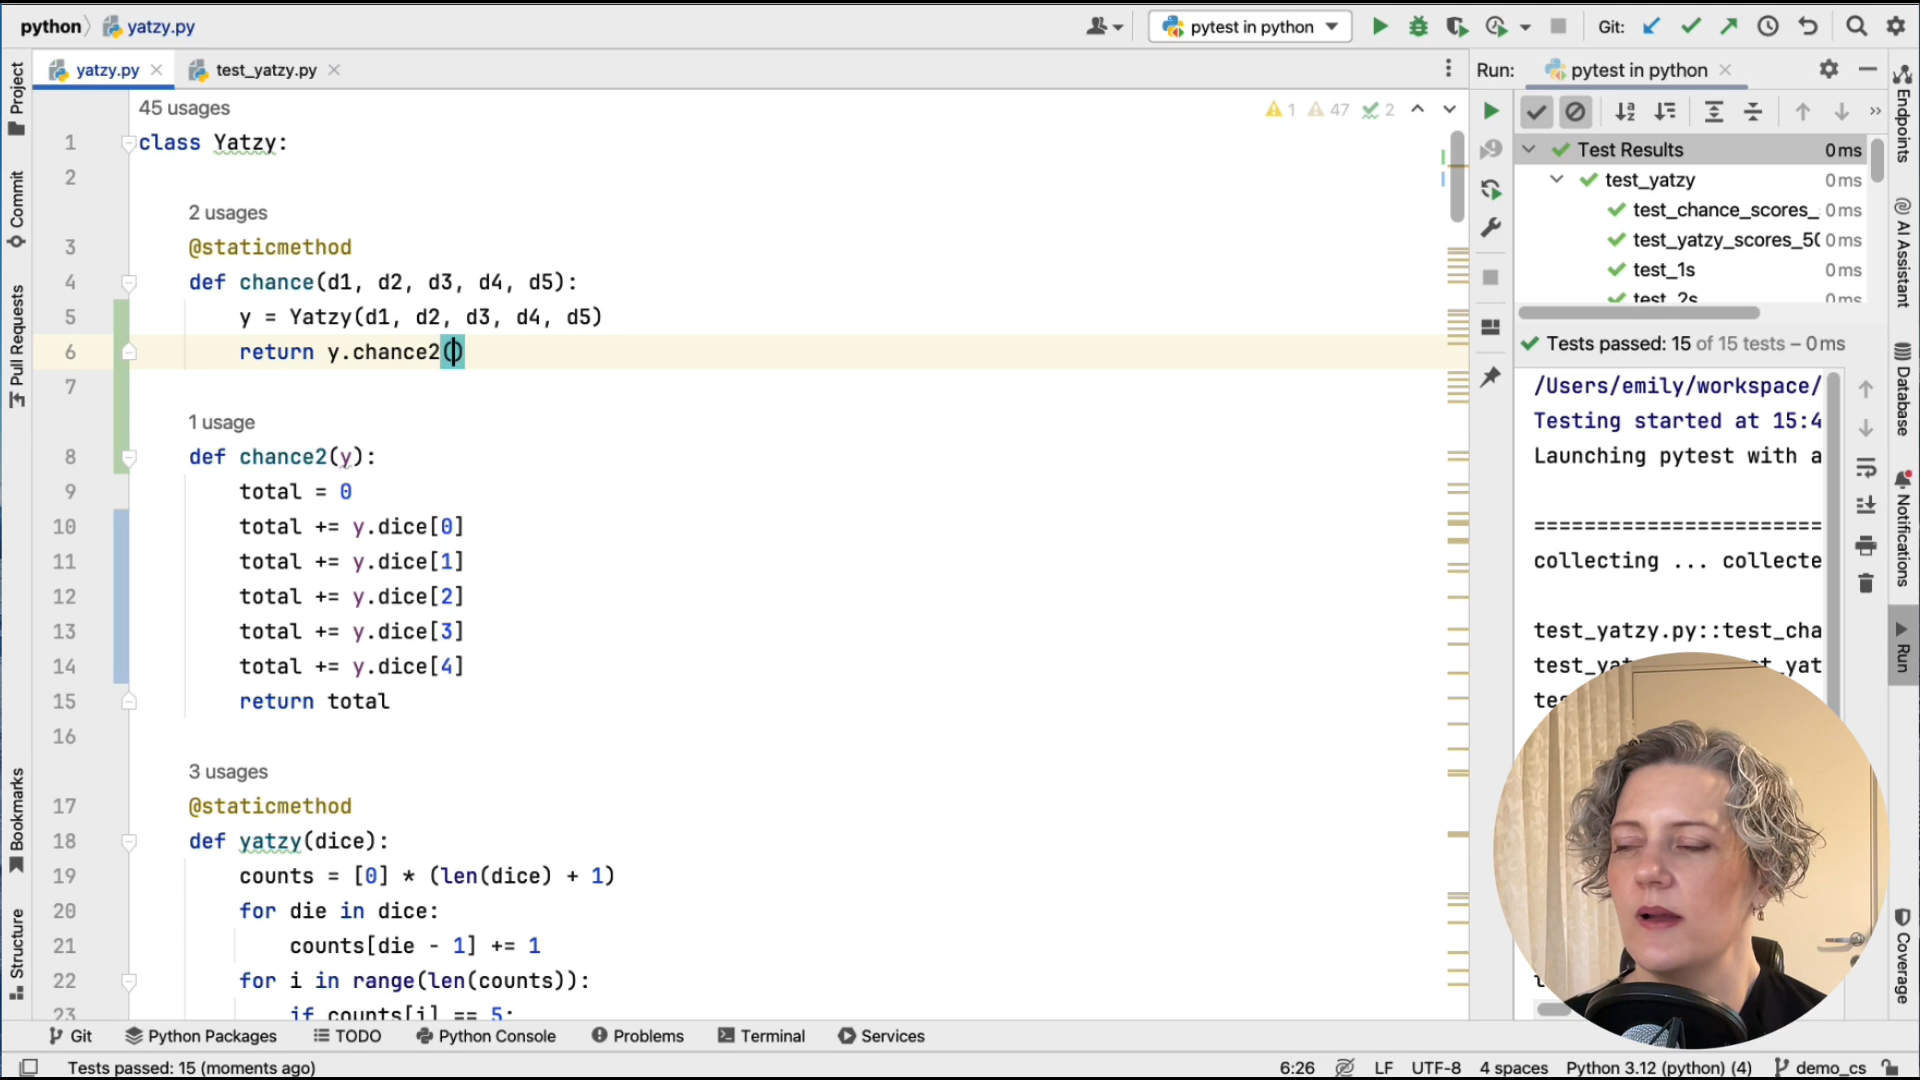 python
yatzy.py
pytest in python
Git:
yatzy.py
test_yatzy.py
Run:
pytest in python
45 usages
1
47
2
1 class Yatzy:
2
2 usages
3 @staticmethod
4 def chance(d1, d2, d3, d4, d5):
5 y = Yatzy(d1, d2, d3, d4, d5)
6 return y.chance2()
7
1 usage
8 def chance2(y):
9 total = 0
10 total += y.dice[0]
11 total += y.dice[1]
12 total += y.dice[2]
13 total += y.dice[3]
14 total += y.dice[4]
15 return total
16
3 usages
17 @staticmethod
18 def yatzy(dice):
19 counts = [0] * (len(dice) + 1)
20 for die in dice:
21 counts[die - 1] += 1
22 for i in range(len(counts)):
23 if counts[i] == 5:
Test Results 0 ms
test_yatzy 0 ms
test_chance_scores_ 0 ms
test_yatzy_scores_50 0 ms
test_1s 0 ms
test_2s 0 ms
Tests passed: 15 of 15 tests – 0 ms
/Users/emily/workspace/
Testing started at 15:4
Launching pytest with a
=======================
collecting ... collecte
test_yatzy.py::test_cha
Project
Commit
Pull Requests
Bookmarks
Structure
Endpoints
AI Assistant
Database
Notifications
Run
Coverage
Git
Python Packages
TODO
Python Console
Problems
Terminal
Services
Tests passed: 15 (moments ago)
6:26
LF
UTF-8
4 spaces
Python 3.12 (python) (4)
demo_cs